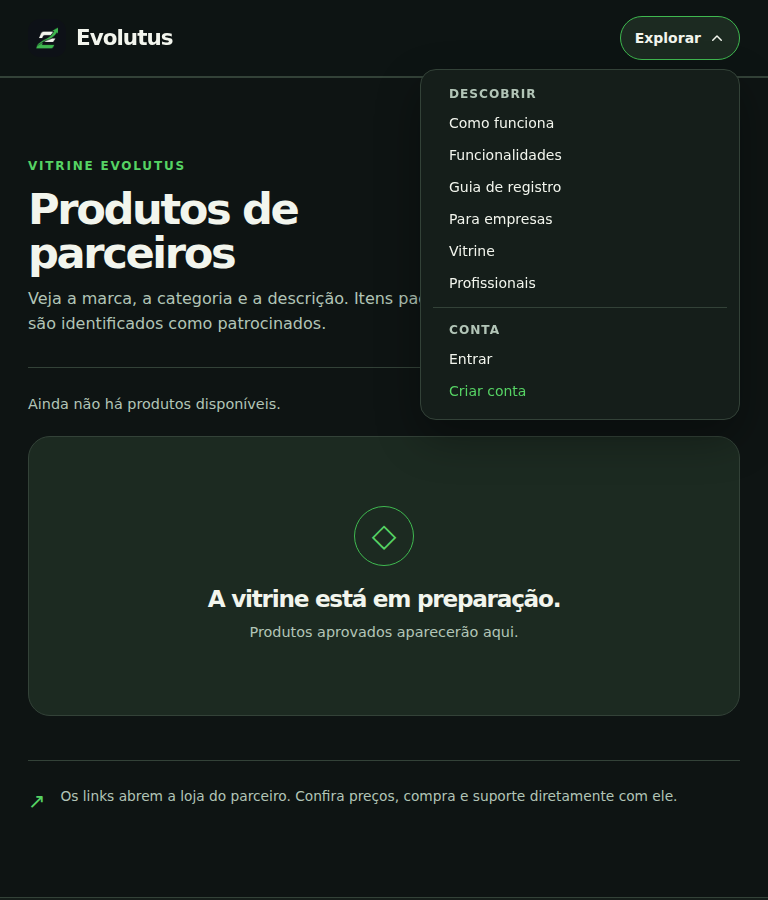 Evolutus
Explorar
DESCOBRIR
Como funciona
Funcionalidades
Guia de registro
Para empresas
Vitrine
Profissionais
CONTA
Entrar
Criar conta
VITRINE EVOLUTUS
Produtos de
parceiros
Veja a marca, a categoria e a descrição. Itens
são identificados como patrocinados.
Ainda não há produtos disponíveis.
A vitrine está em preparação.
Produtos aprovados aparecerão aqui.
Os links abrem a loja do parceiro. Confira preços, compra e suporte diretamente com ele.